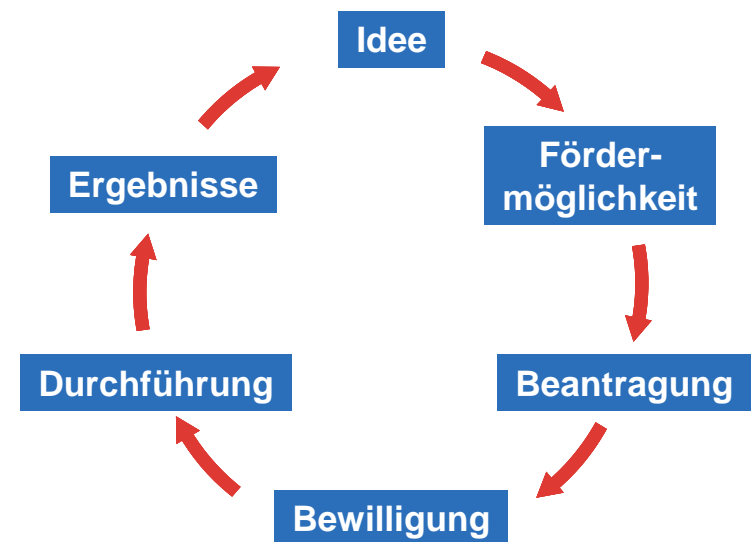 Idee
Förder-
möglichkeit
Beantragung
Bewilligung
Durchführung
Ergebnisse